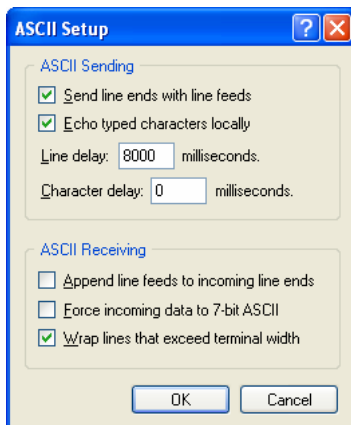 ASCII Setup
ASCII Sending
Send line ends with line feeds
Echo typed characters locally
Line delay: 8000 milliseconds.
Character delay: 0 milliseconds.
ASCII Receiving
Append line feeds to incoming line ends
Force incoming data to 7-bit ASCII
Wrap lines that exceed terminal width
OK Cancel